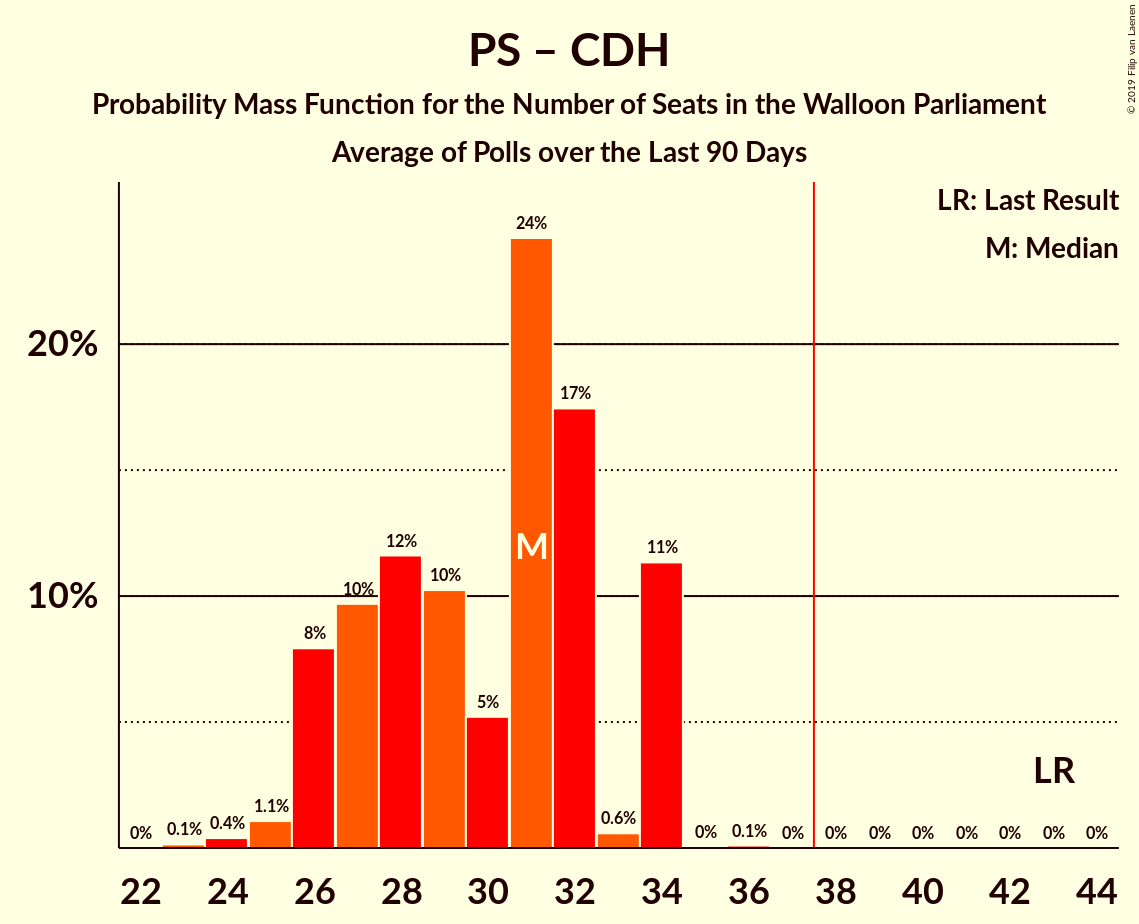 © 2019 Filip van Laenen
PS – CDH
Probability Mass Function for the Number of Seats in the Walloon Parliament
Average of Polls over the Last 90 Days
LR: Last Result
M: Median
20%
10%
0% 0.1% 0.4% 1.1% 8% 10% 12% 10% 5% 24% 17% 0.6% 11% 0% 0.1% 0% 0% 0% 0% 0% 0% 0% 0%
M
LR
22 24 26 28 30 32 34 36 38 40 42 44